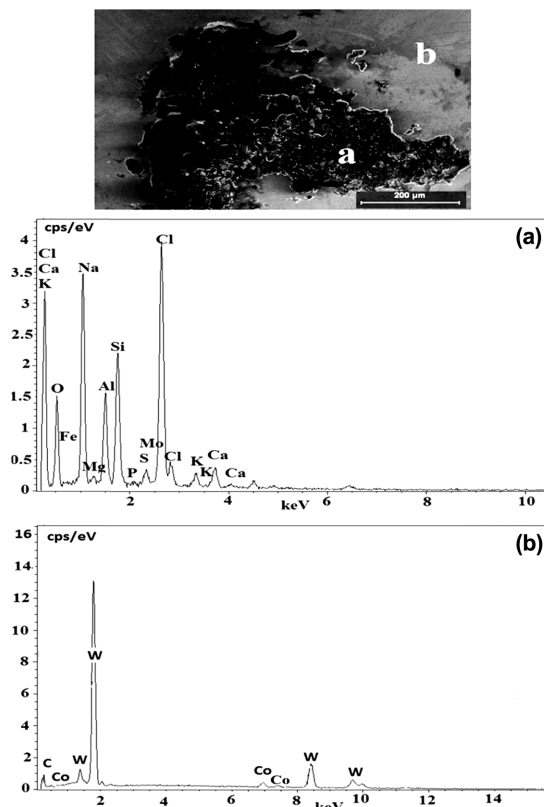 b
a
200 µm
cps/eV
(a)
4
Cl
Cl
Ca
K
Na
3.5
3
2.5
Si
2
O
Al
1.5
1
Fe
Mg
Mo
S
P
Cl
K
K
Ca
Ca
0.5
0
2 4 6 8 10
keV
16
cps/eV
(b)
14
12
10
8
W
6
4
2
C
Co
W
Co
Co
W
W
0
2 4 6 8 10 12 14
keV